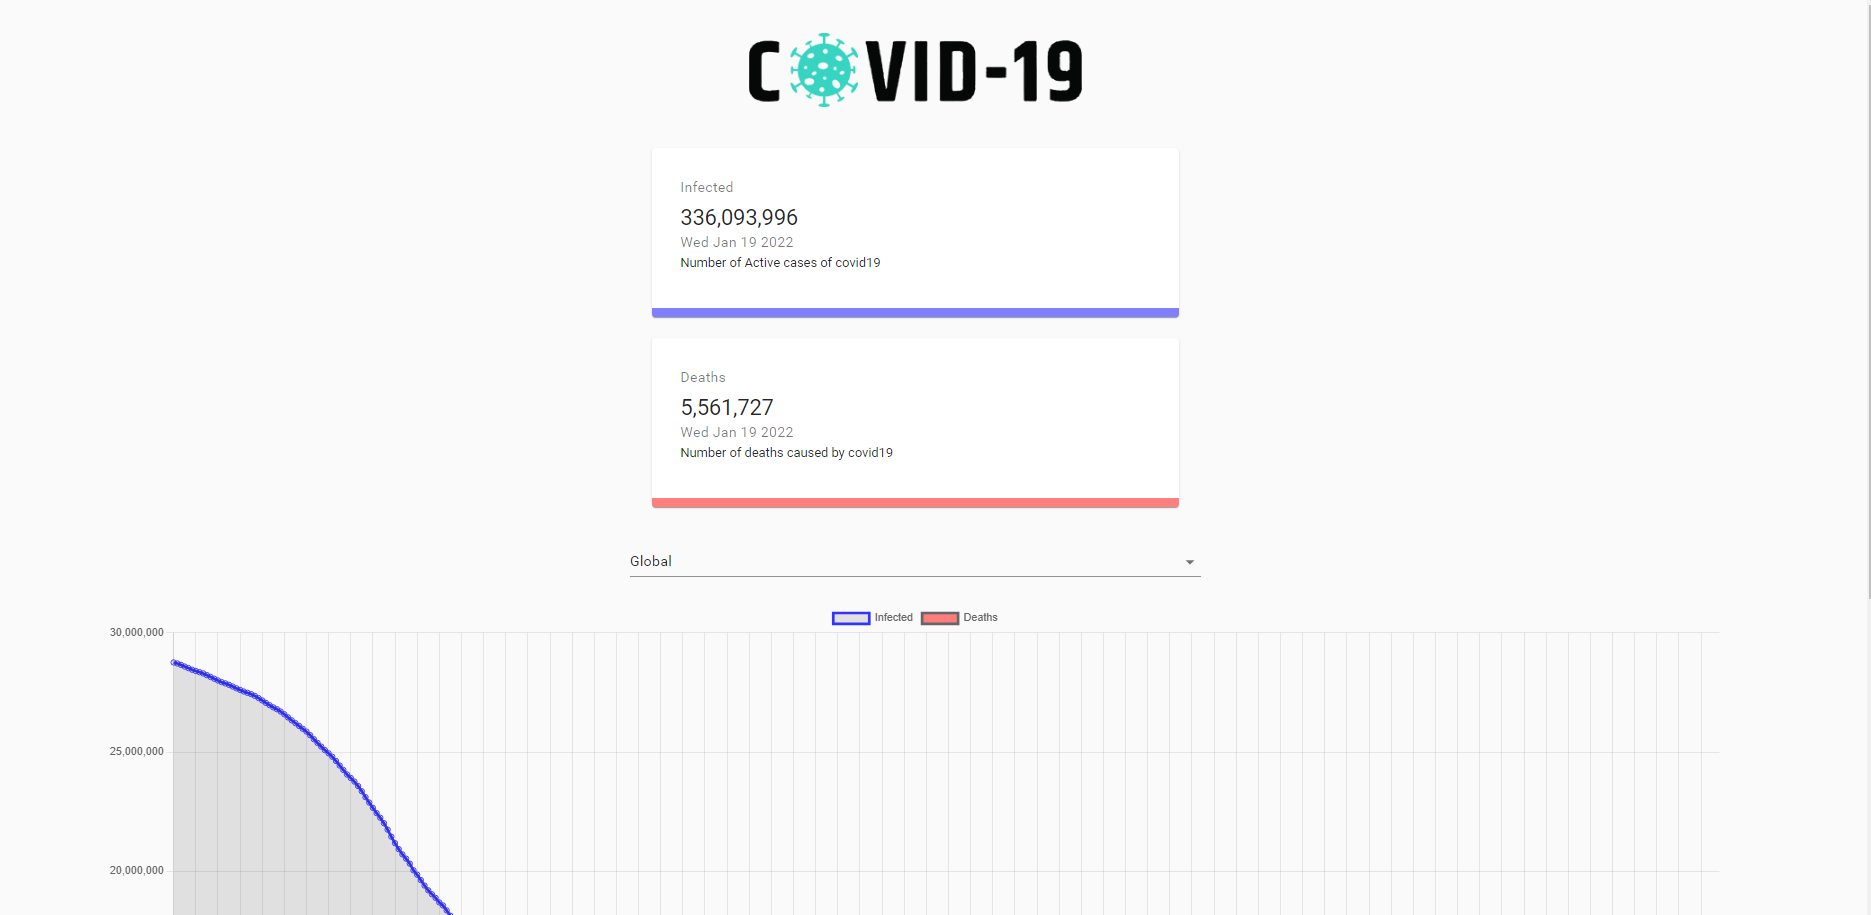 COVID-19
Infected
336,093,996
Wed Jan 19 2022
Number of Active cases of covid19
Deaths
5,561,727
Wed Jan 19 2022
Number of deaths caused by covid19
Global
Infected Deaths
30,000,000
25,000,000
20,000,000